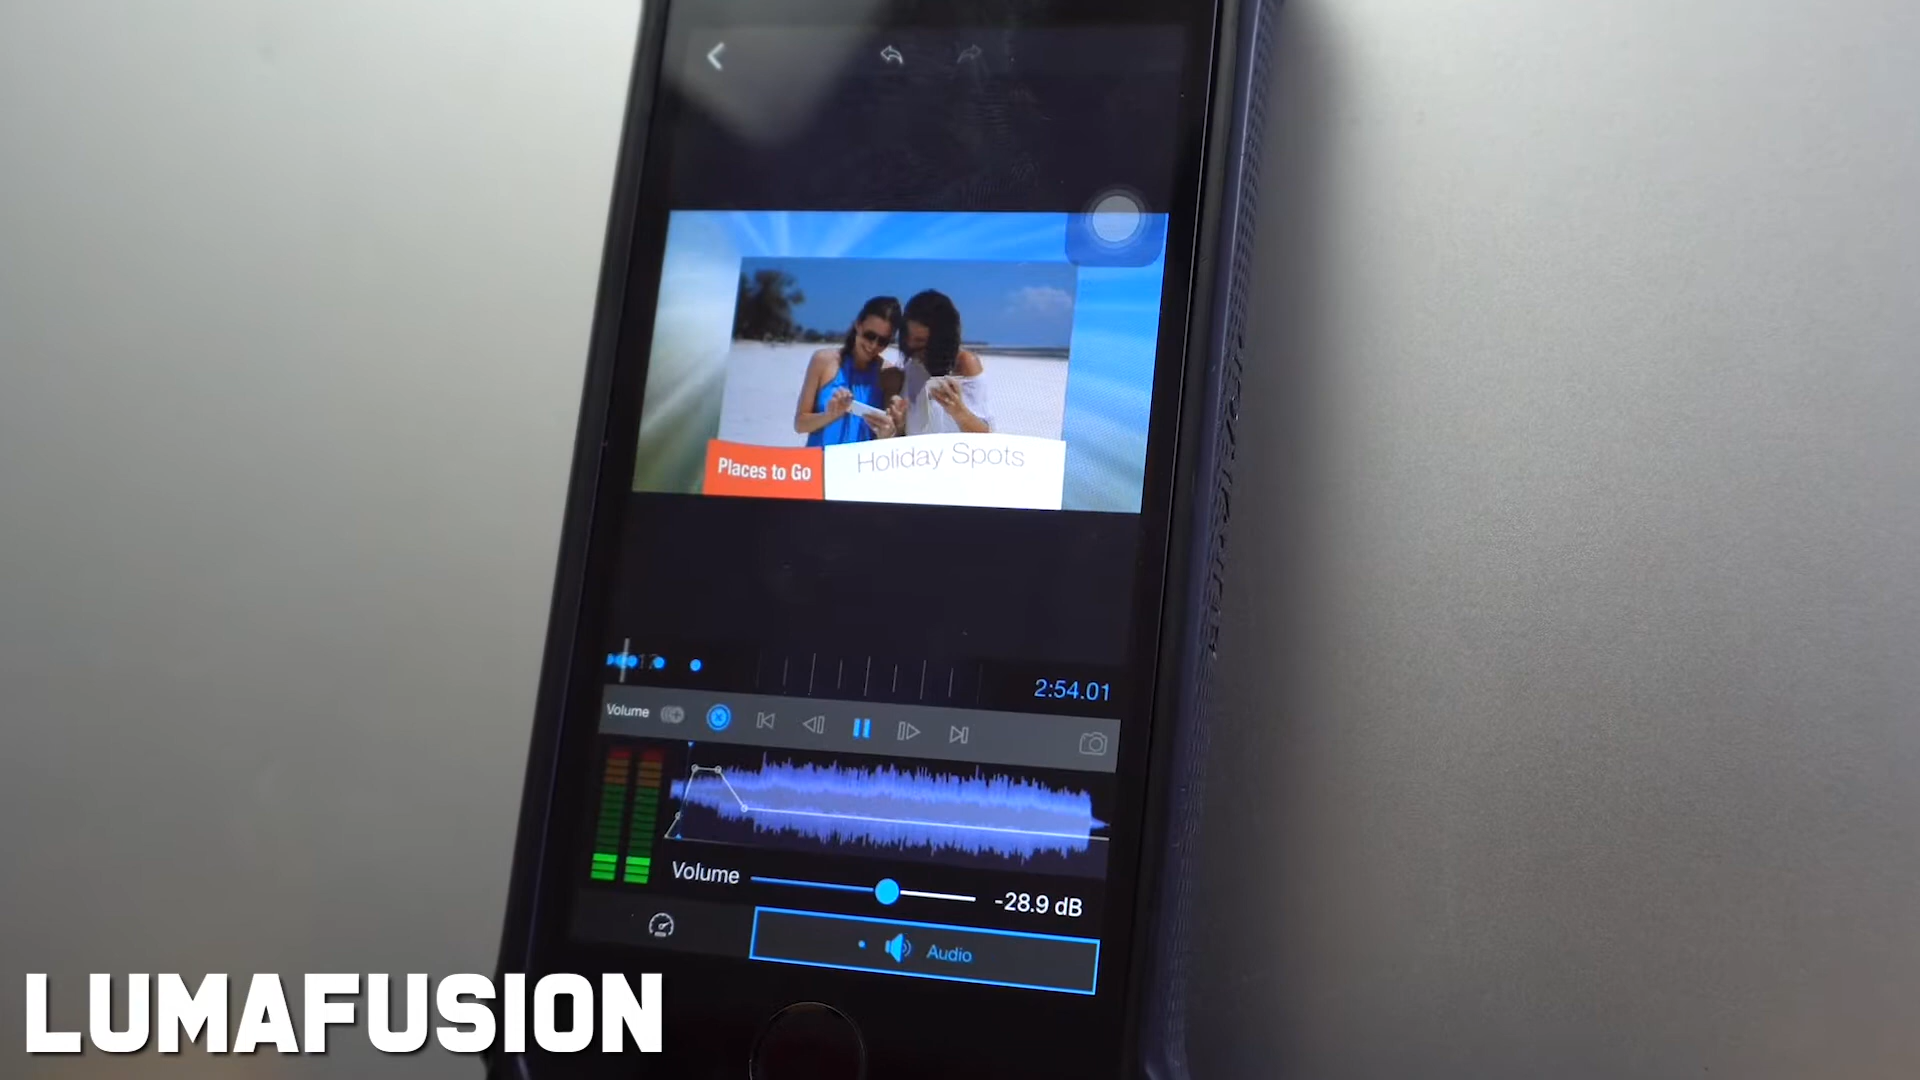 Places to Go
Holiday Spots
2:54.01
Volume
Volume
-28.9 dB
Audio
LUMAFUSION